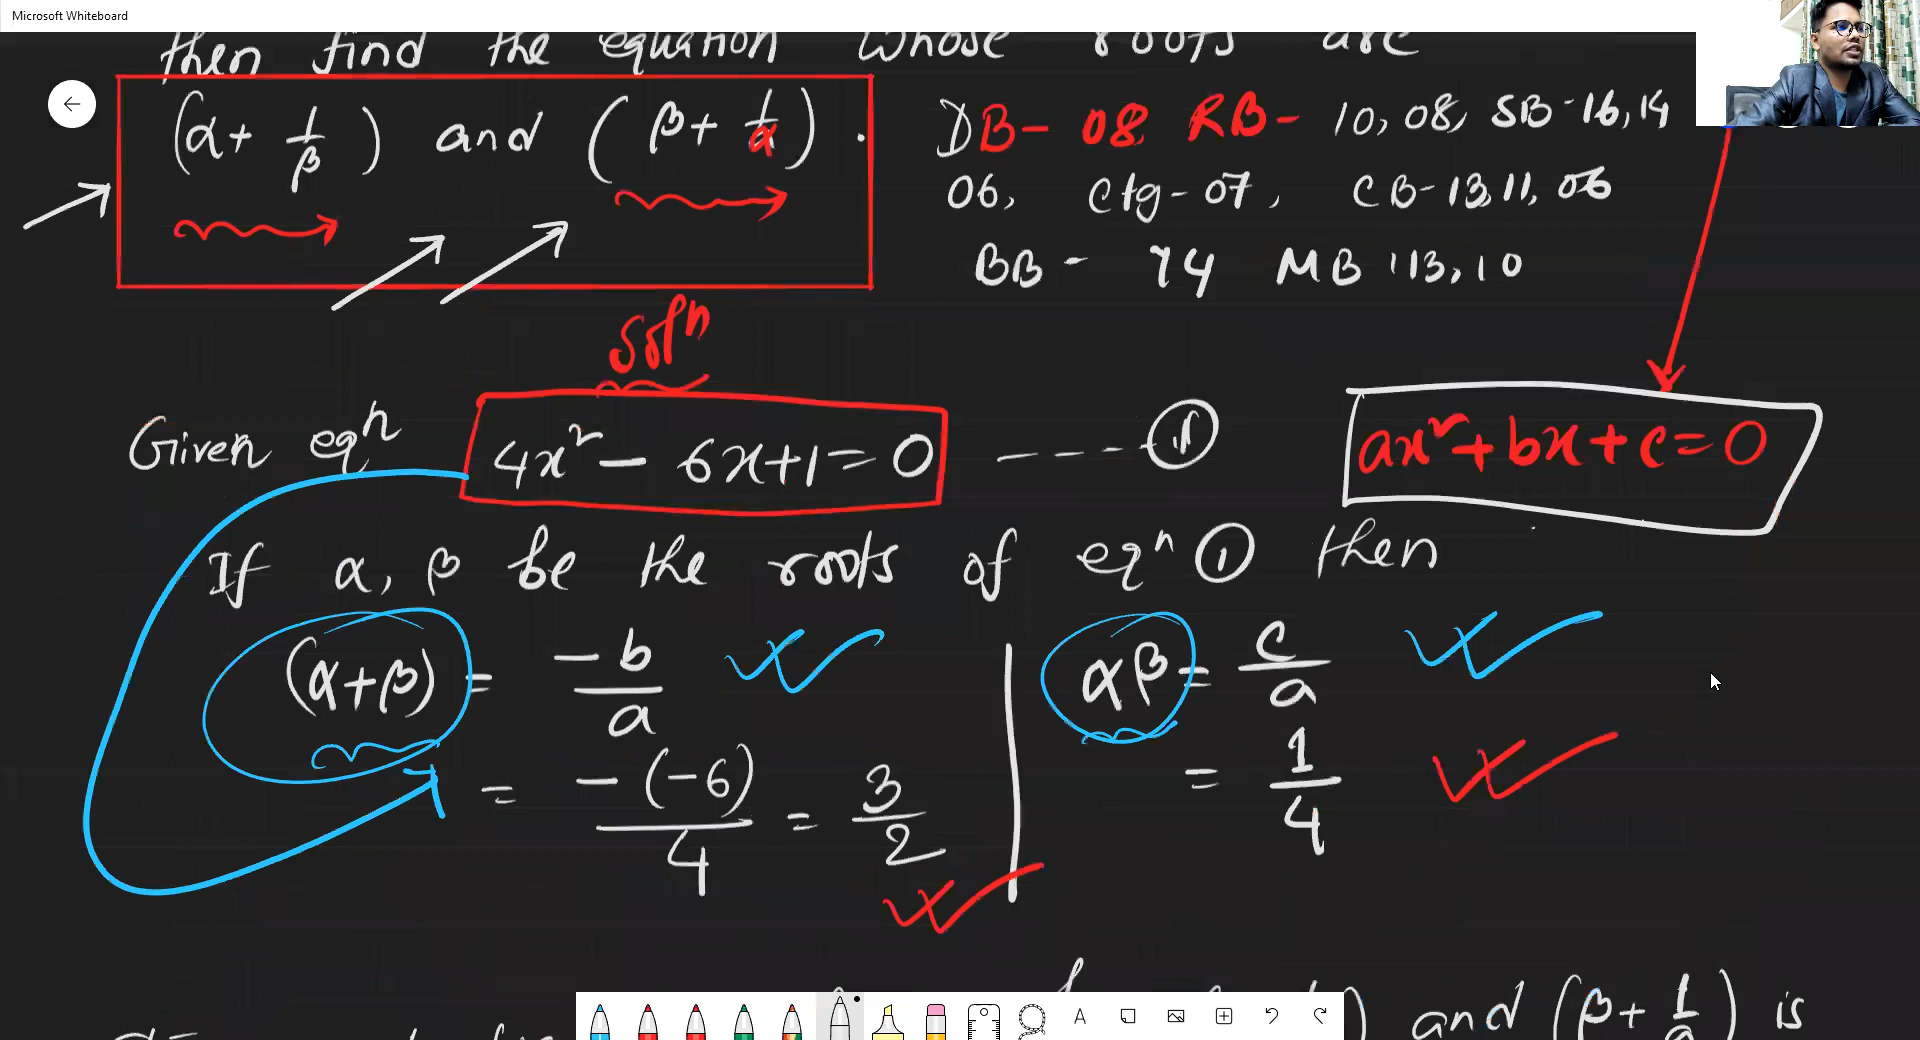 Microsoft Whiteboard
then find the equation whose roots are
(α + 1/β) and (β + 1/α).
DB - 08, RB - 10, 08, SB - 16, 14
06, Ctg - 07, CB - 13, 11, 06
BB - 14 MB : 13, 10
Solⁿ
Given eqⁿ 4x² - 6x + 1 = 0 ---- ①
ax² + bx + c = 0
If α, β be the roots of eqⁿ ① then
(α+β) = -b/a
= -(-6)/4 = 3/2
αβ = c/a
= 1/4
and (β + 1/α) is